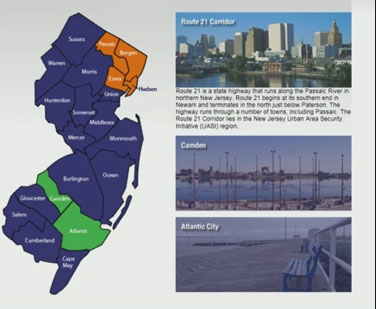 Sussex
Passaic
Bergen
Warren
Morris
Essex
Hudson
Union
Hunterdon
Somerset
Middlesex
Mercer
Monmouth
Burlington
Ocean
Camden
Gloucester
Salem
Atlantic
Cumberland
Cape
May
Route 21 Corridor
Route 21 is a state highway that runs along the Passaic River in
northern New Jersey. Route 21 begins at its southern end in
Newark and terminates in the north just below Paterson. The
highway runs through a number of towns, including Passaic. The
Route 21 Corridor lies in the New Jersey Urban Area Security
Initiative (UASI) region.
Camden
Atlantic City